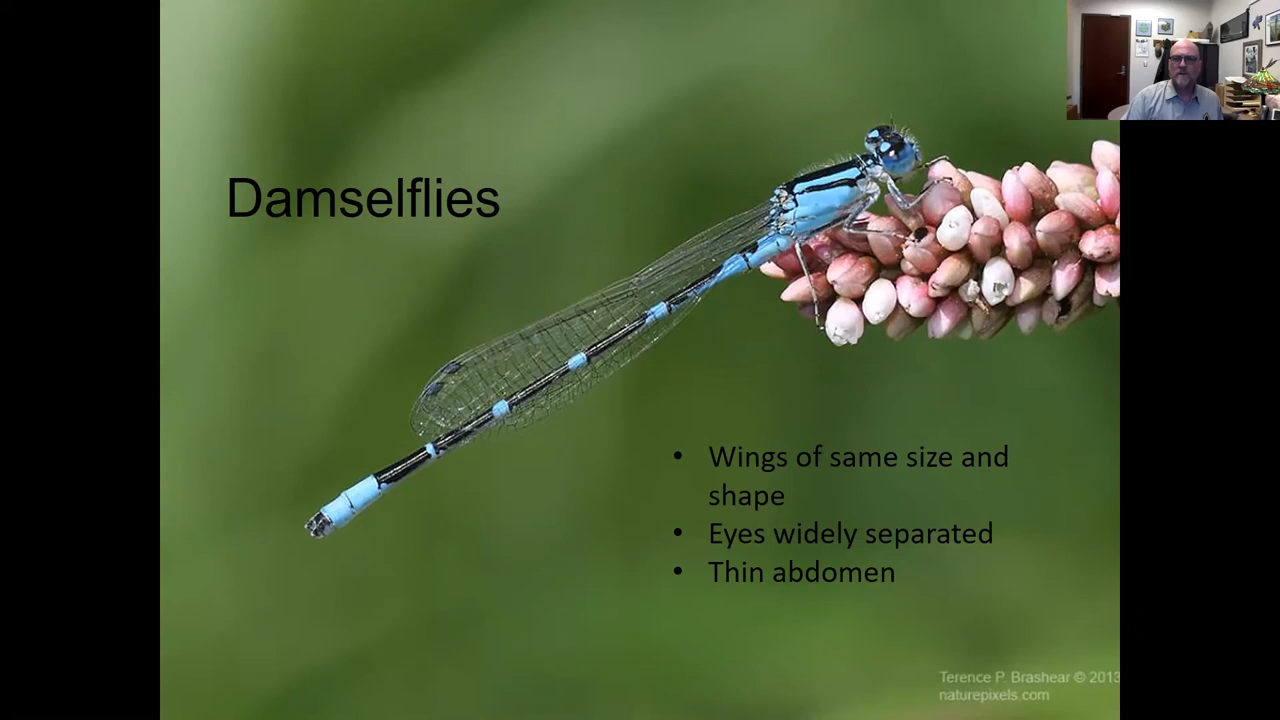 Damselflies
• Wings of same size and
shape
• Eyes widely separated
• Thin abdomen
Terence P. Brashear © 2013
naturepixels.com